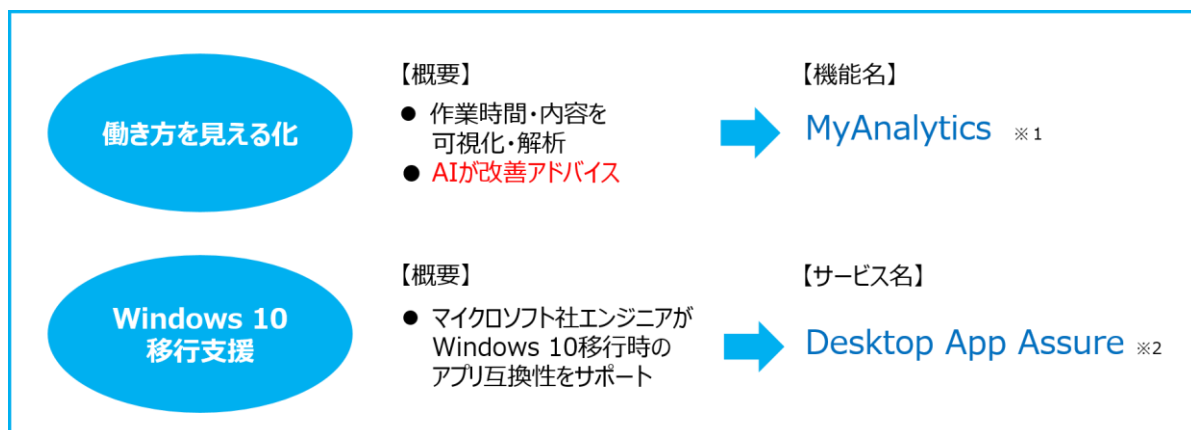 働き方を見える化
【概要】
● 作業時間・内容を
可視化・解析
● AIが改善アドバイス
【機能名】
MyAnalytics ※1
Windows 10
移行支援
【概要】
● マイクロソフト社エンジニアが
Windows 10移行時の
アプリ互換性をサポート
【サービス名】
Desktop App Assure ※2